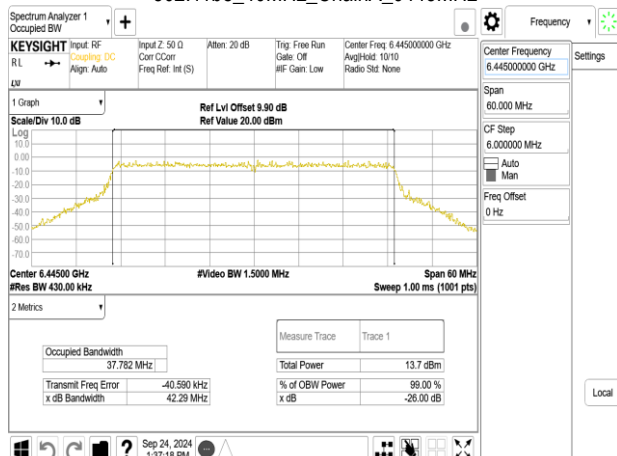 Spectrum Analyzer 1
Occupied BW
Frequency
KEYSIGHT
Input: RF
Input Z: 50 Ω
Atten: 20 dB
Trig: Free Run
Center Freq: 6.445000000 GHz
RL
Coupling: DC
Corr CCorr
Gate: Off
Avg|Hold: 10/10
Align: Auto
Freq Ref: Int (S)
#IF Gain: Low
Radio Std: None
Center Frequency
6.445000000 GHz
Settings
Span
60.000 MHz
CF Step
6.000000 MHz
Auto
Man
Freq Offset
0 Hz
Local
1 Graph
Ref Lvl Offset 9.90 dB
Scale/Div 10.0 dB
Ref Value 20.00 dBm
Log
10.0
0.00
-10.0
-20.0
-30.0
-40.0
-50.0
-60.0
-70.0
Center 6.44500 GHz
#Video BW 1.5000 MHz
Span 60 MHz
#Res BW 430.00 kHz
Sweep 1.00 ms (1001 pts)
2 Metrics
Measure Trace
Trace 1
Occupied Bandwidth
37.782 MHz
Total Power
13.7 dBm
Transmit Freq Error
-40.590 kHz
% of OBW Power
99.00 %
x dB Bandwidth
42.29 MHz
x dB
-26.00 dB
Sep 24, 2024
1:37:18 PM